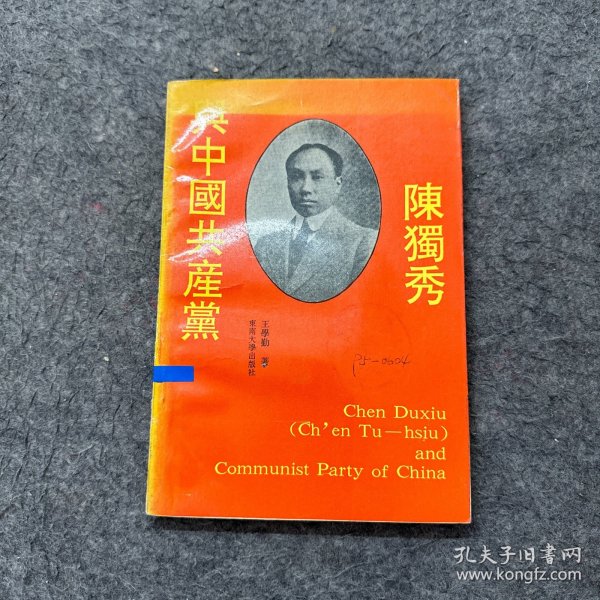 陳獨秀
與中國共産黨
王學勤 著
東南大學出版社
Chen Duxiu
(Ch'en Tu—hsiu)
and
Communist Party of China
孔夫子旧书网
www.kongfz.com